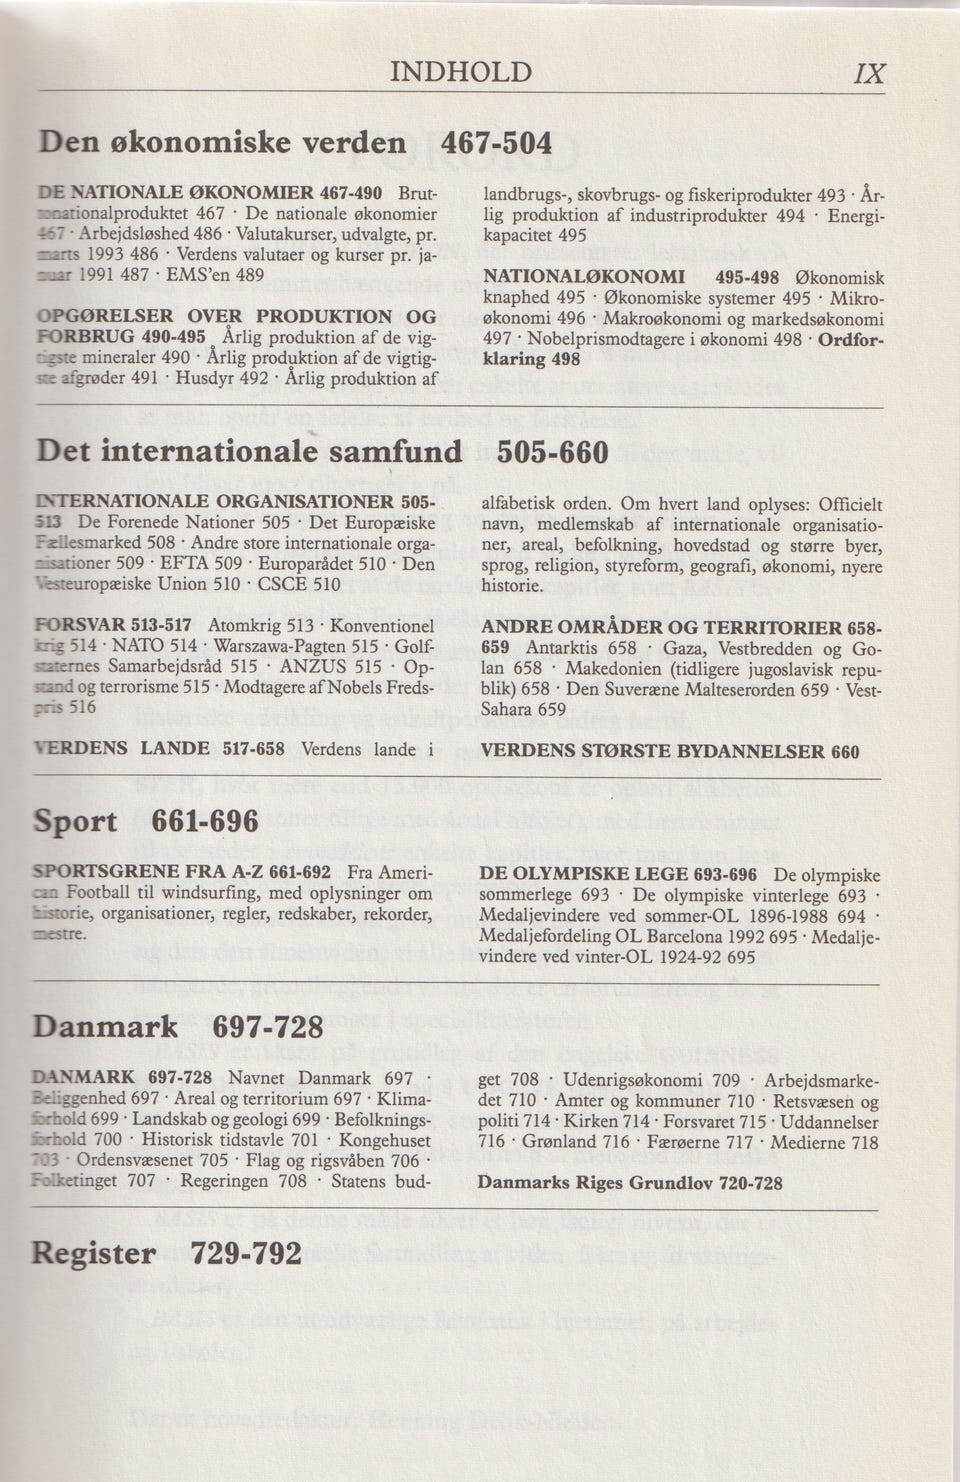 INDHOLD IX
Den økonomiske verden 467-504
DE NATIONALE ØKONOMIER 467-490 Brut-
tonationalproduktet 467 · De nationale økonomier
467 · Arbejdsløshed 486 · Valutakurser, udvalgte, pr.
marts 1993 486 · Verdens valutaer og kurser pr. ja-
nuar 1991 487 · EMS'en 489
OPGØRELSER OVER PRODUKTION OG
FORBRUG 490-495 Årlig produktion af de vig-
tigste mineraler 490 · Årlig produktion af de vigtig-
ste afgrøder 491 · Husdyr 492 · Årlig produktion af
landbrugs-, skovbrugs- og fiskeriprodukter 493 · År-
lig produktion af industriprodukter 494 · Energi-
kapacitet 495
NATIONALØKONOMI 495-498 Økonomisk
knaphed 495 · Økonomiske systemer 495 · Mikro-
økonomi 496 · Makroøkonomi og markedsøkonomi
497 · Nobelprismodtagere i økonomi 498 · Ordfor-
klaring 498
Det internationale samfund 505-660
INTERNATIONALE ORGANISATIONER 505-
513 De Forenede Nationer 505 · Det Europæiske
Fællesmarked 508 · Andre store internationale orga-
nisationer 509 · EFTA 509 · Europarådet 510 · Den
Vesteuropæiske Union 510 · CSCE 510
FORSVAR 513-517 Atomkrig 513 · Konventionel
krig 514 · NATO 514 · Warszawa-Pagten 515 · Golf-
staternes Samarbejdsråd 515 · ANZUS 515 · Op-
stand og terrorisme 515 · Modtagere af Nobels Freds-
pris 516
VERDENS LANDE 517-658 Verdens lande i
alfabetisk orden. Om hvert land oplyses: Officielt
navn, medlemskab af internationale organisatio-
ner, areal, befolkning, hovedstad og større byer,
sprog, religion, styreform, geografi, økonomi, nyere
historie.
ANDRE OMRÅDER OG TERRITORIER 658-
659 Antarktis 658 · Gaza, Vestbredden og Go-
lan 658 · Makedonien (tidligere jugoslavisk repu-
blik) 658 · Den Suveræne Malteserorden 659 · Vest-
Sahara 659
VERDENS STØRSTE BYDANNELSER 660
Sport 661-696
SPORTSGRENE FRA A-Z 661-692 Fra Ameri-
can Football til windsurfing, med oplysninger om
historie, organisationer, regler, redskaber, rekorder,
mestre.
DE OLYMPISKE LEGE 693-696 De olympiske
sommerlege 693 · De olympiske vinterlege 693 ·
Medaljevindere ved sommer-OL 1896-1988 694 ·
Medaljefordeling OL Barcelona 1992 695 · Medalje-
vindere ved vinter-OL 1924-92 695
Danmark 697-728
DANMARK 697-728 Navnet Danmark 697 ·
Beliggenhed 697 · Areal og territorium 697 · Klima-
forhold 699 · Landskab og geologi 699 · Befolknings-
forhold 700 · Historisk tidstavle 701 · Kongehuset
703 · Ordensvæsenet 705 · Flag og rigsvåben 706 ·
Folketinget 707 · Regeringen 708 · Statens bud-
get 708 · Udenrigsøkonomi 709 · Arbejdsmarke-
det 710 · Amter og kommuner 710 · Retsvæsen og
politi 714 · Kirken 714 · Forsvaret 715 · Uddannelser
716 · Grønland 716 · Færøerne 717 · Medierne 718
Danmarks Riges Grundlov 720-728
Register 729-792